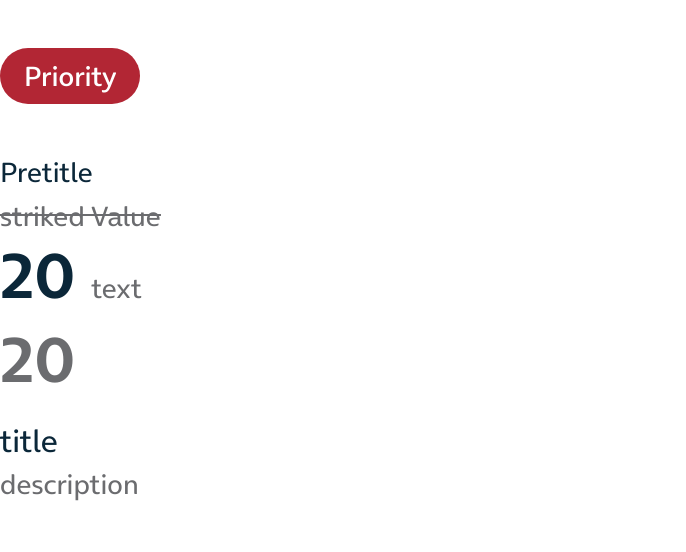 Priority
Pretitle
striked Value
20 text
20
title
description